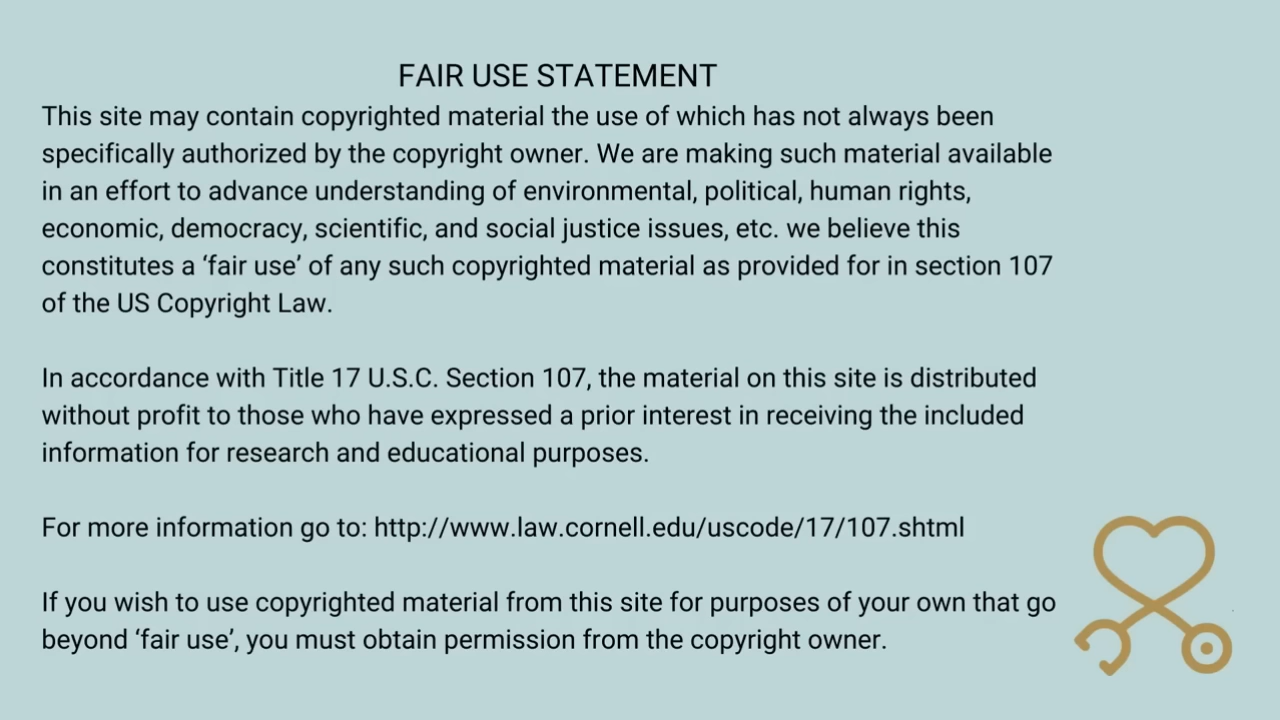 FAIR USE STATEMENT
This site may contain copyrighted material the use of which has not always been
specifically authorized by the copyright owner. We are making such material available
in an effort to advance understanding of environmental, political, human rights,
economic, democracy, scientific, and social justice issues, etc. we believe this
constitutes a ‘fair use’ of any such copyrighted material as provided for in section 107
of the US Copyright Law.
In accordance with Title 17 U.S.C. Section 107, the material on this site is distributed
without profit to those who have expressed a prior interest in receiving the included
information for research and educational purposes.
For more information go to: http://www.law.cornell.edu/uscode/17/107.shtml
If you wish to use copyrighted material from this site for purposes of your own that go
beyond ‘fair use’, you must obtain permission from the copyright owner.